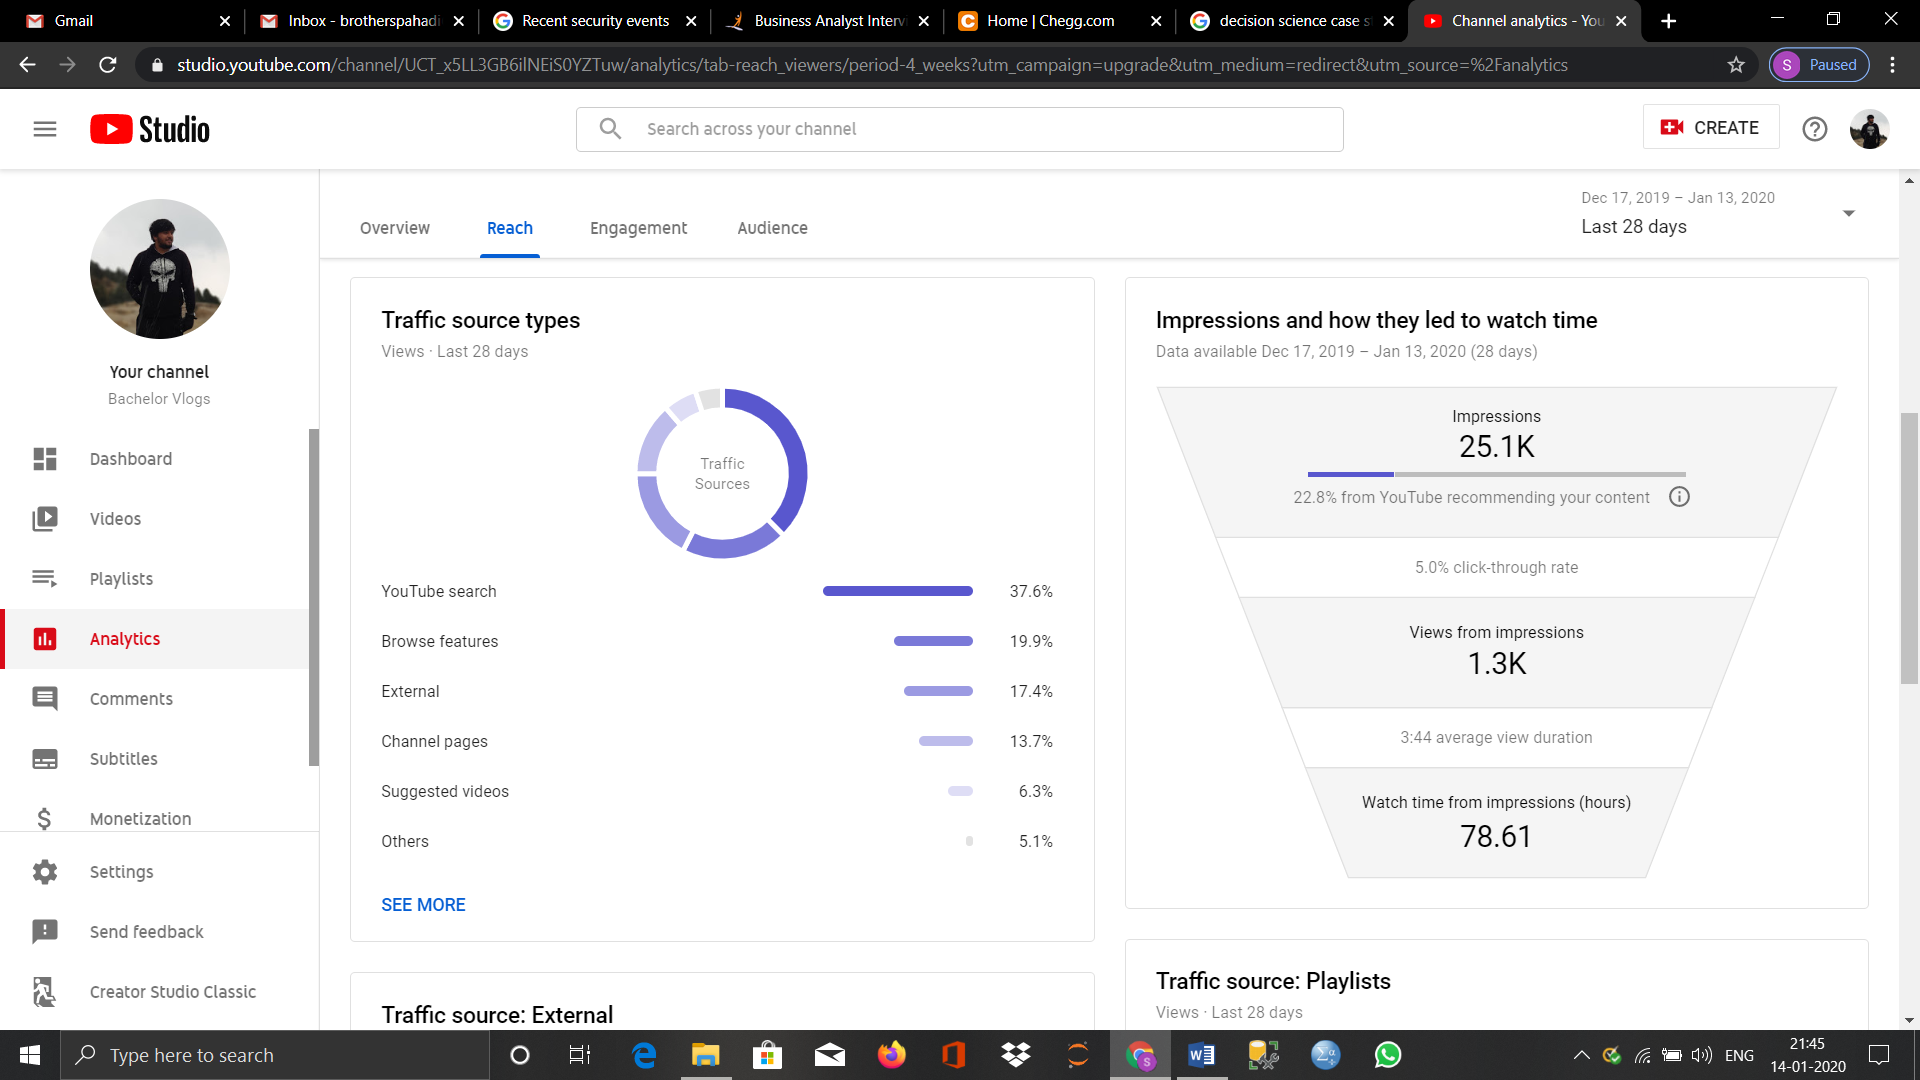 Gmail
Inbox - brotherspahadi
Recent security events
Business Analyst Interv
Home | Chegg.com
decision science case s
Channel analytics - You
studio.youtube.com/channel/UCT_x5LL3GB6ilNEiS0YZTuw/analytics/tab-reach_viewers/period-4_weeks?utm_campaign=upgrade&utm_medium=redirect&utm_source=%2Fanalytics
S Paused
Studio
Search across your channel
CREATE
Your channel
Bachelor Vlogs
Dashboard
Videos
Playlists
Analytics
Comments
Subtitles
Monetization
Settings
Send feedback
Creator Studio Classic
Overview
Reach
Engagement
Audience
Dec 17, 2019 – Jan 13, 2020
Last 28 days
Traffic source types
Views · Last 28 days
Traffic
Sources
YouTube search 37.6%
Browse features 19.9%
External 17.4%
Channel pages 13.7%
Suggested videos 6.3%
Others 5.1%
SEE MORE
Traffic source: External
Impressions and how they led to watch time
Data available Dec 17, 2019 – Jan 13, 2020 (28 days)
Impressions
25.1K
22.8% from YouTube recommending your content
5.0% click-through rate
Views from impressions
1.3K
3:44 average view duration
Watch time from impressions (hours)
78.61
Traffic source: Playlists
Views · Last 28 days
Type here to search
ENG
21:45
14-01-2020